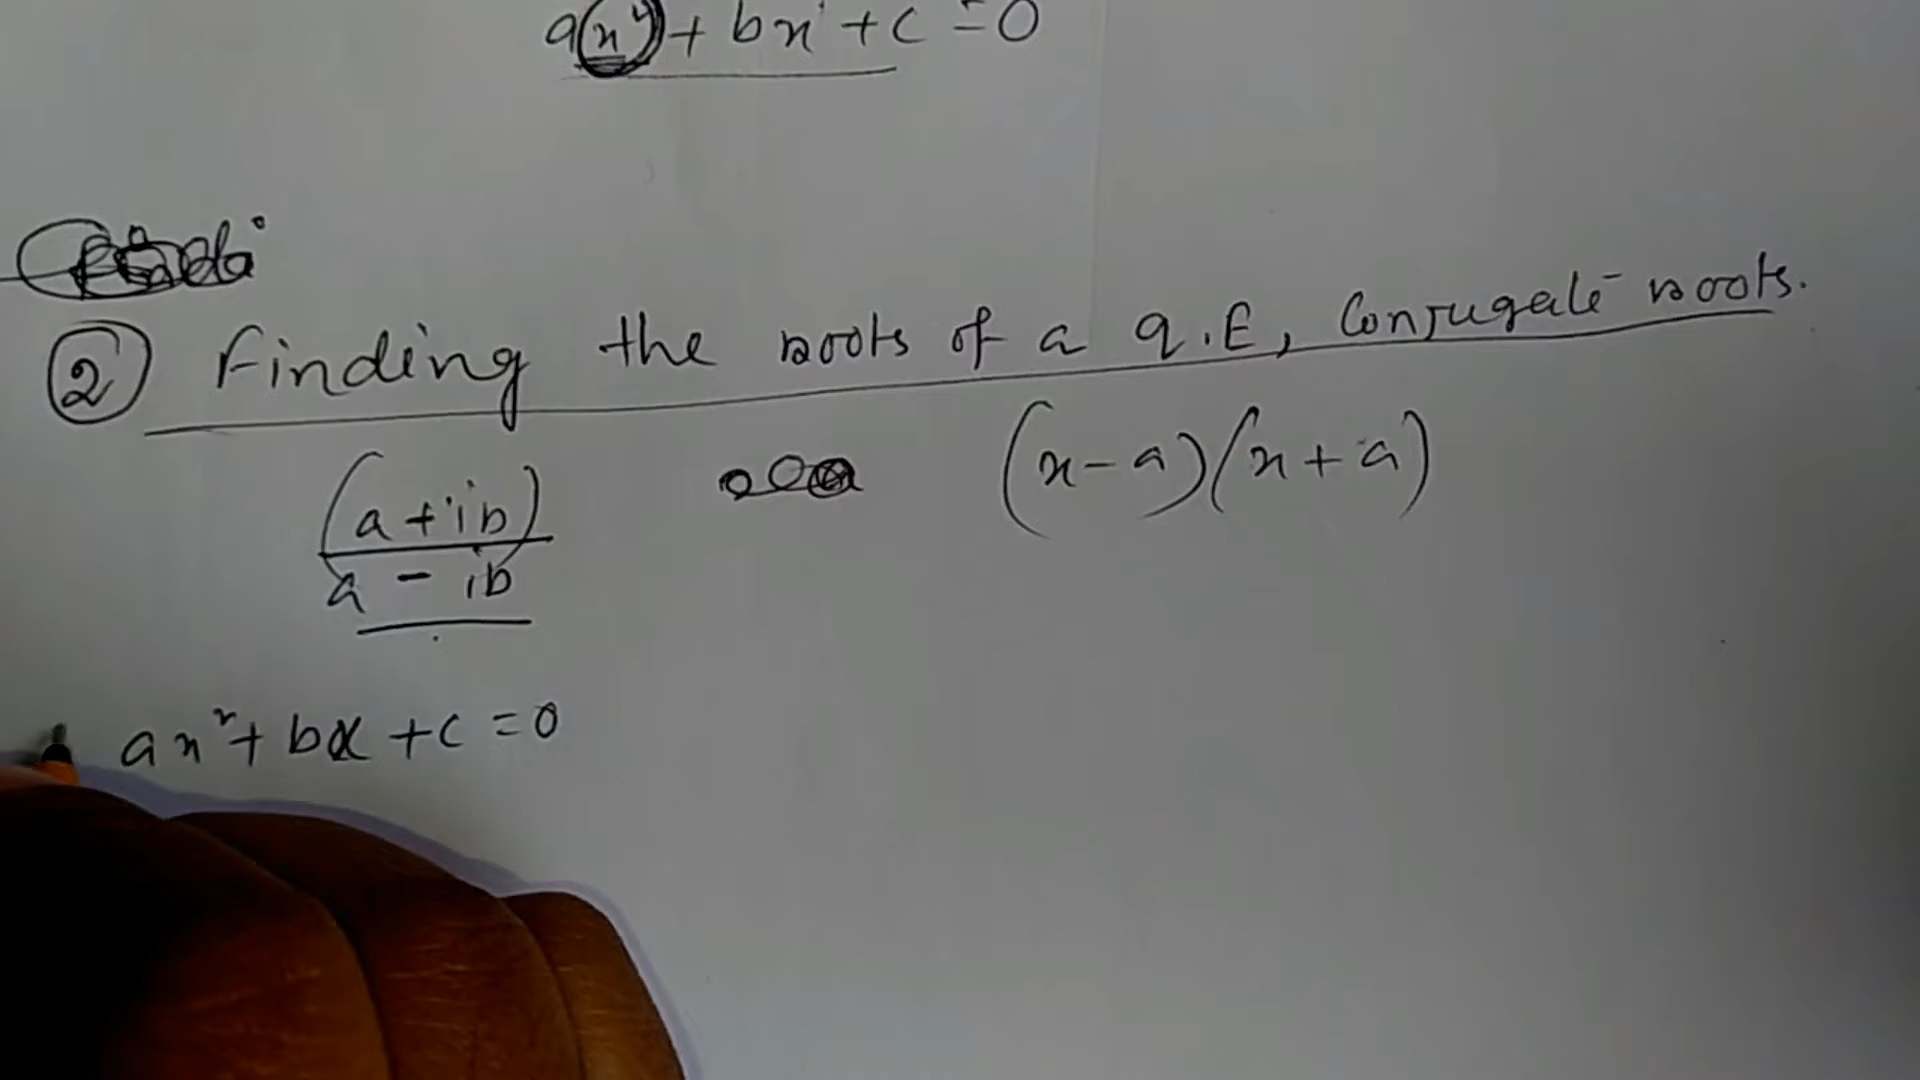 a(x²) + bx + c = 0
② Finding the roots of a q.E, Conjugate roots.
(a + ib) (x - a)(x + a)
a - ib
ax² + bx + c = 0